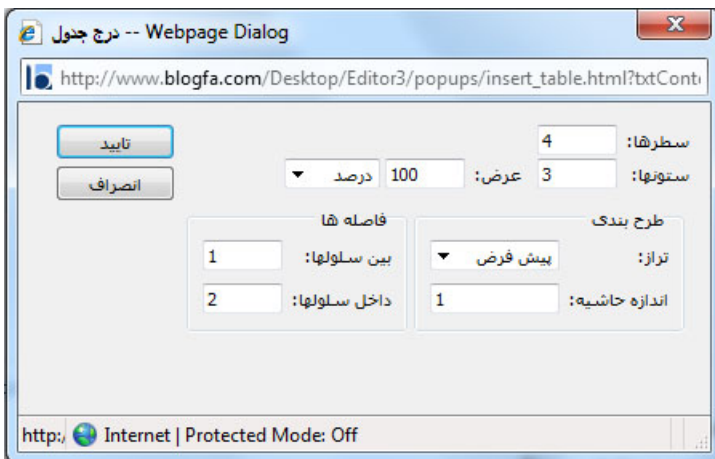 درج جدول -- Webpage Dialog
http://www.blogfa.com/Desktop/Editor3/popups/insert_table.html?txtCont
سطرها: 4
ستونها: 3 عرض: 100 درصد
تایید
انصراف
طرح بندی
تراز: پیش فرض
اندازه حاشیه: 1
فاصله ها
بین سلولها: 1
داخل سلولها: 2
http:/ Internet | Protected Mode: Off